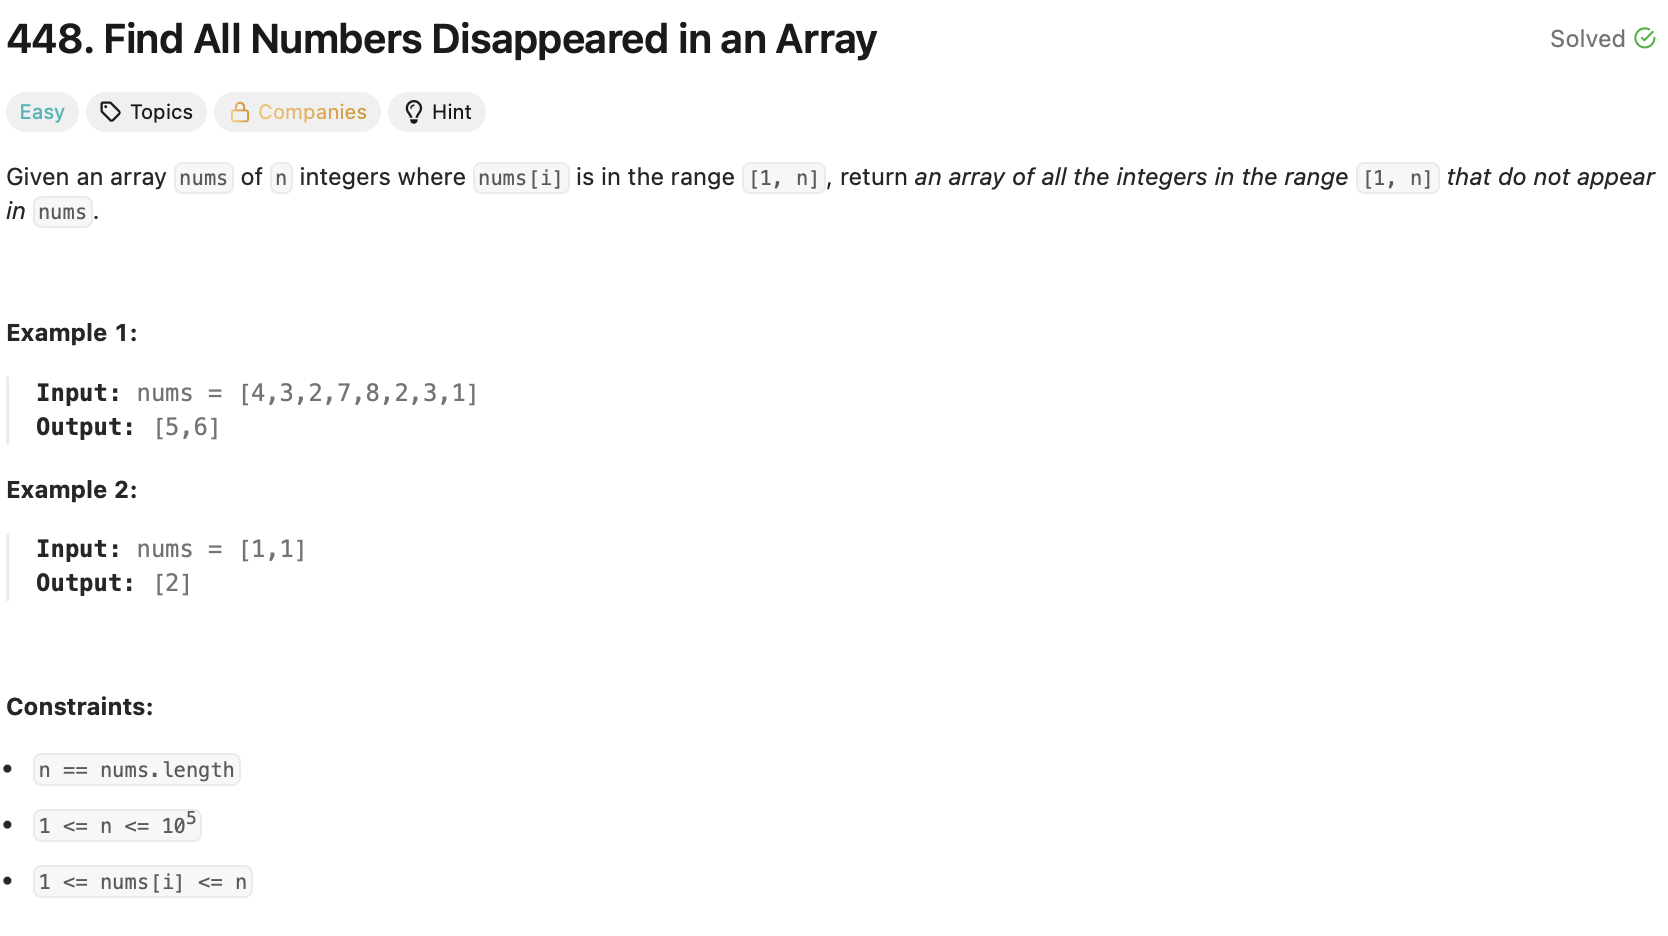 448. Find All Numbers Disappeared in an Array
Solved
Easy Topics Companies Hint
Given an array nums of n integers where nums[i] is in the range [1, n], return an array of all the integers in the range [1, n] that do not appear
in nums.
Example 1:
Input: nums = [4,3,2,7,8,2,3,1]
Output: [5,6]
Example 2:
Input: nums = [1,1]
Output: [2]
Constraints:
• n == nums.length
• 1 <= n <= 10⁵
• 1 <= nums[i] <= n